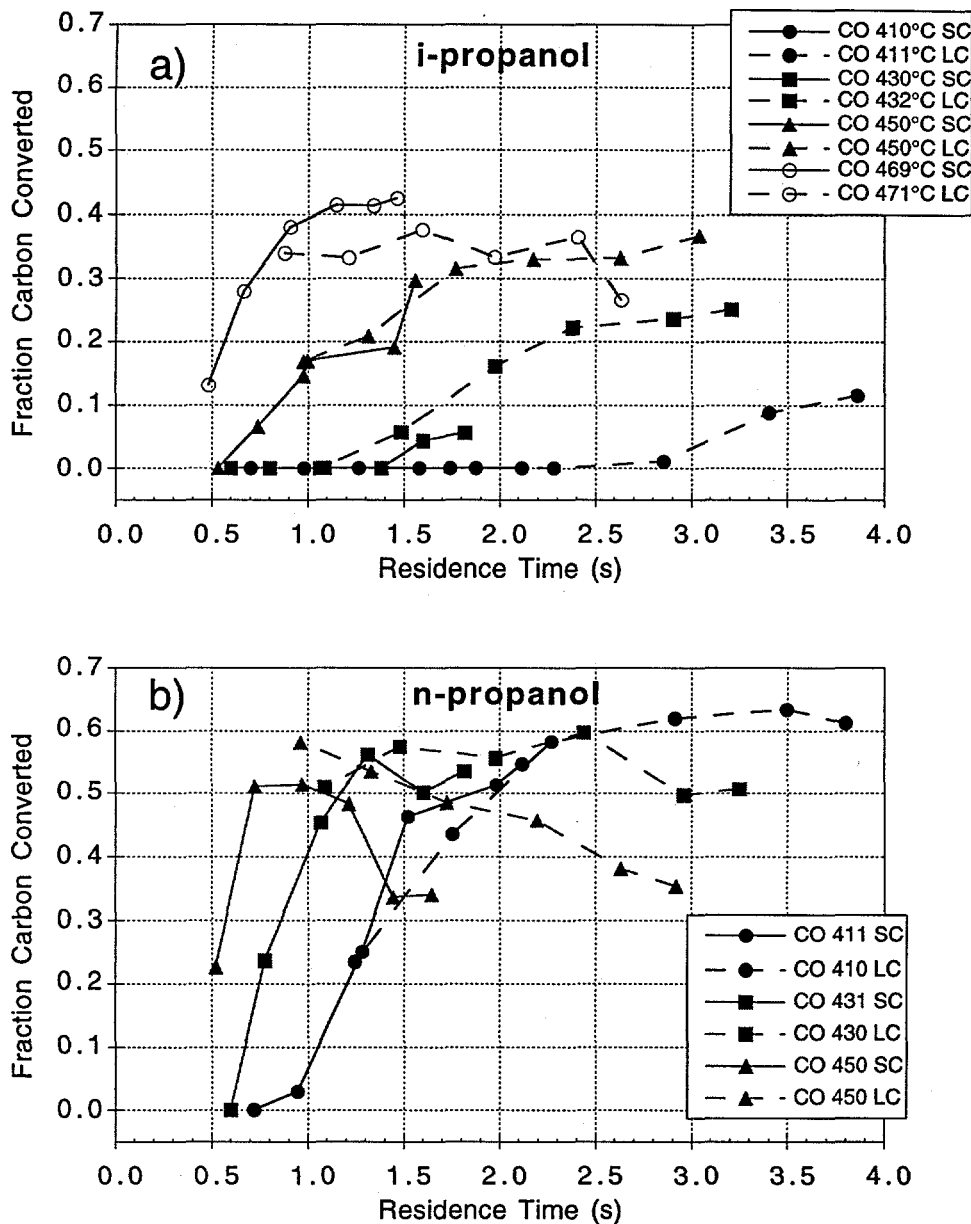 a)
i-propanol
CO 410°C SC
CO 411°C LC
CO 430°C SC
CO 432°C LC
CO 450°C SC
CO 450°C LC
CO 469°C SC
CO 471°C LC
Fraction Carbon Converted
0.7
0.6
0.5
0.4
0.3
0.2
0.1
0.0
0.0 0.5 1.0 1.5 2.0 2.5 3.0 3.5 4.0
Residence Time (s)
b)
n-propanol
Fraction Carbon Converted
0.7
0.6
0.5
0.4
0.3
0.2
0.1
0.0
CO 411 SC
CO 410 LC
CO 431 SC
CO 430 LC
CO 450 SC
CO 450 LC
0.0 0.5 1.0 1.5 2.0 2.5 3.0 3.5 4.0
Residence Time (s)